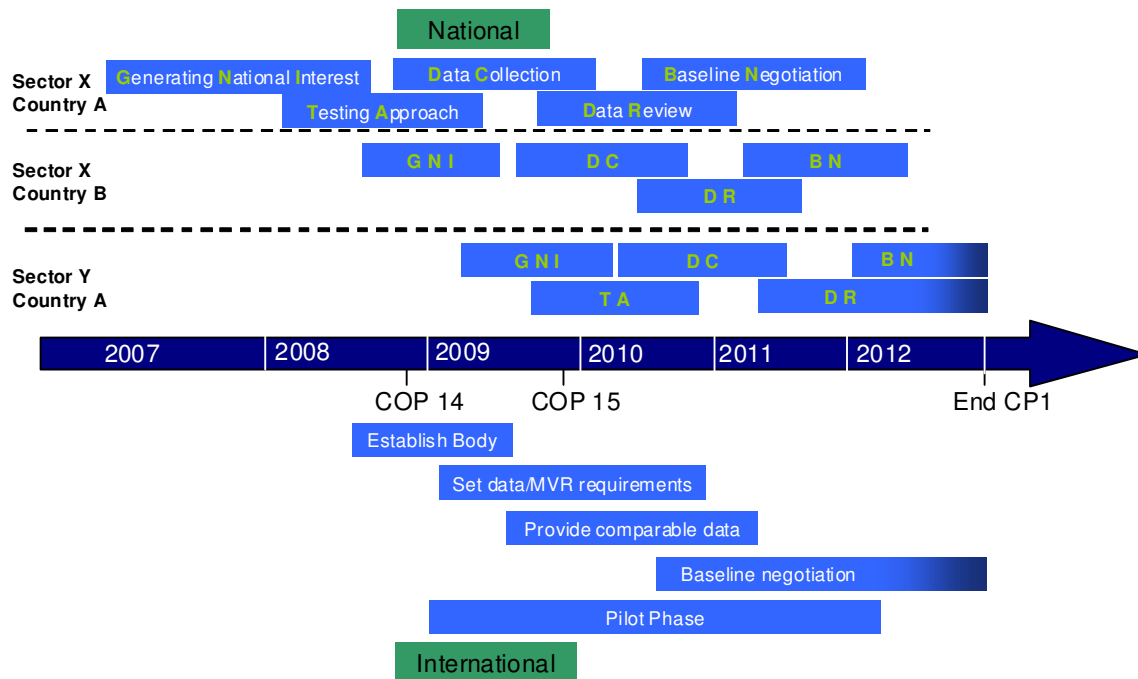 National
Sector X
Country A
Generating National Interest
Data Collection
Baseline Negotiation
Testing Approach
Data Review
Sector X
Country B
G N I
D C
B N
D R
Sector Y
Country A
G N I
D C
B N
T A
D R
2007
2008
2009
2010
2011
2012
COP 14
COP 15
End CP1
Establish Body
Set data/MVR requirements
Provide comparable data
Baseline negotiation
Pilot Phase
International